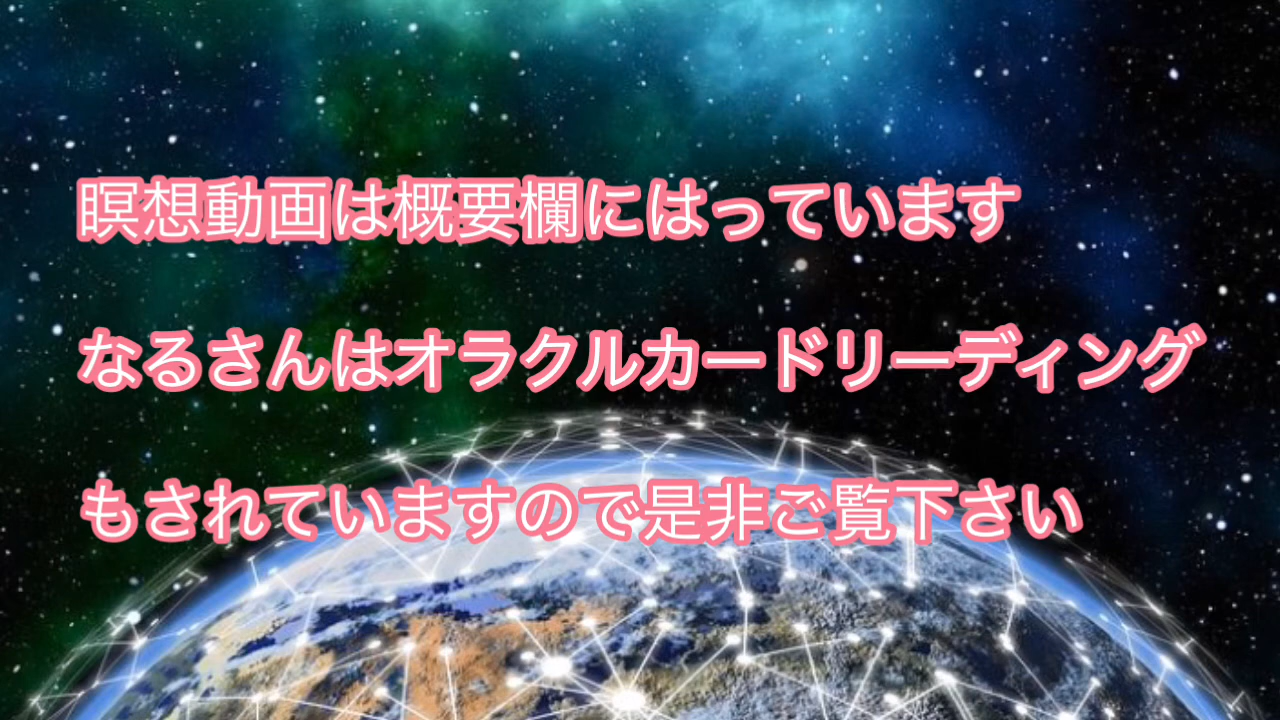 瞑想動画は概要欄にはっています
なるさんはオラクルカードリーディング
もされていますので是非ご覧下さい